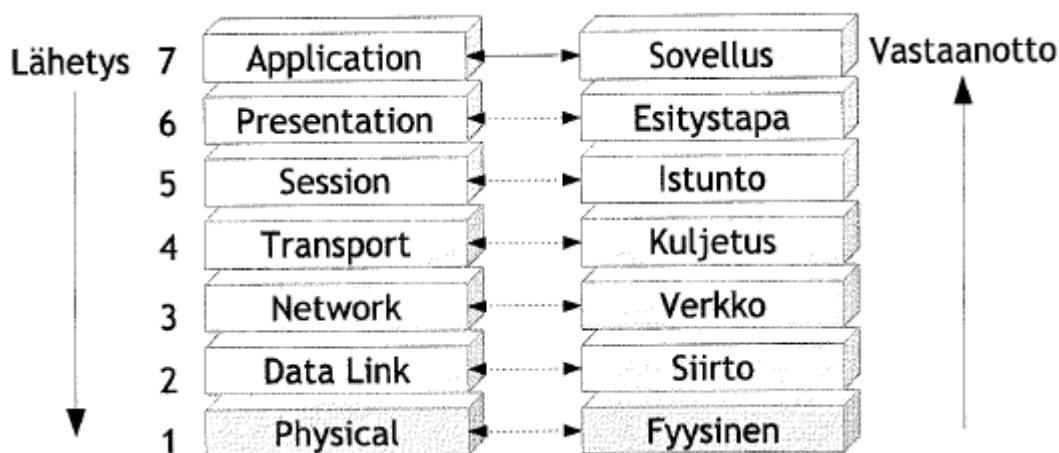 Lähetys 7 Application Sovellus Vastaanotto
6 Presentation Esitystapa
5 Session Istunto
4 Transport Kuljetus
3 Network Verkko
2 Data Link Siirto
1 Physical Fyysinen